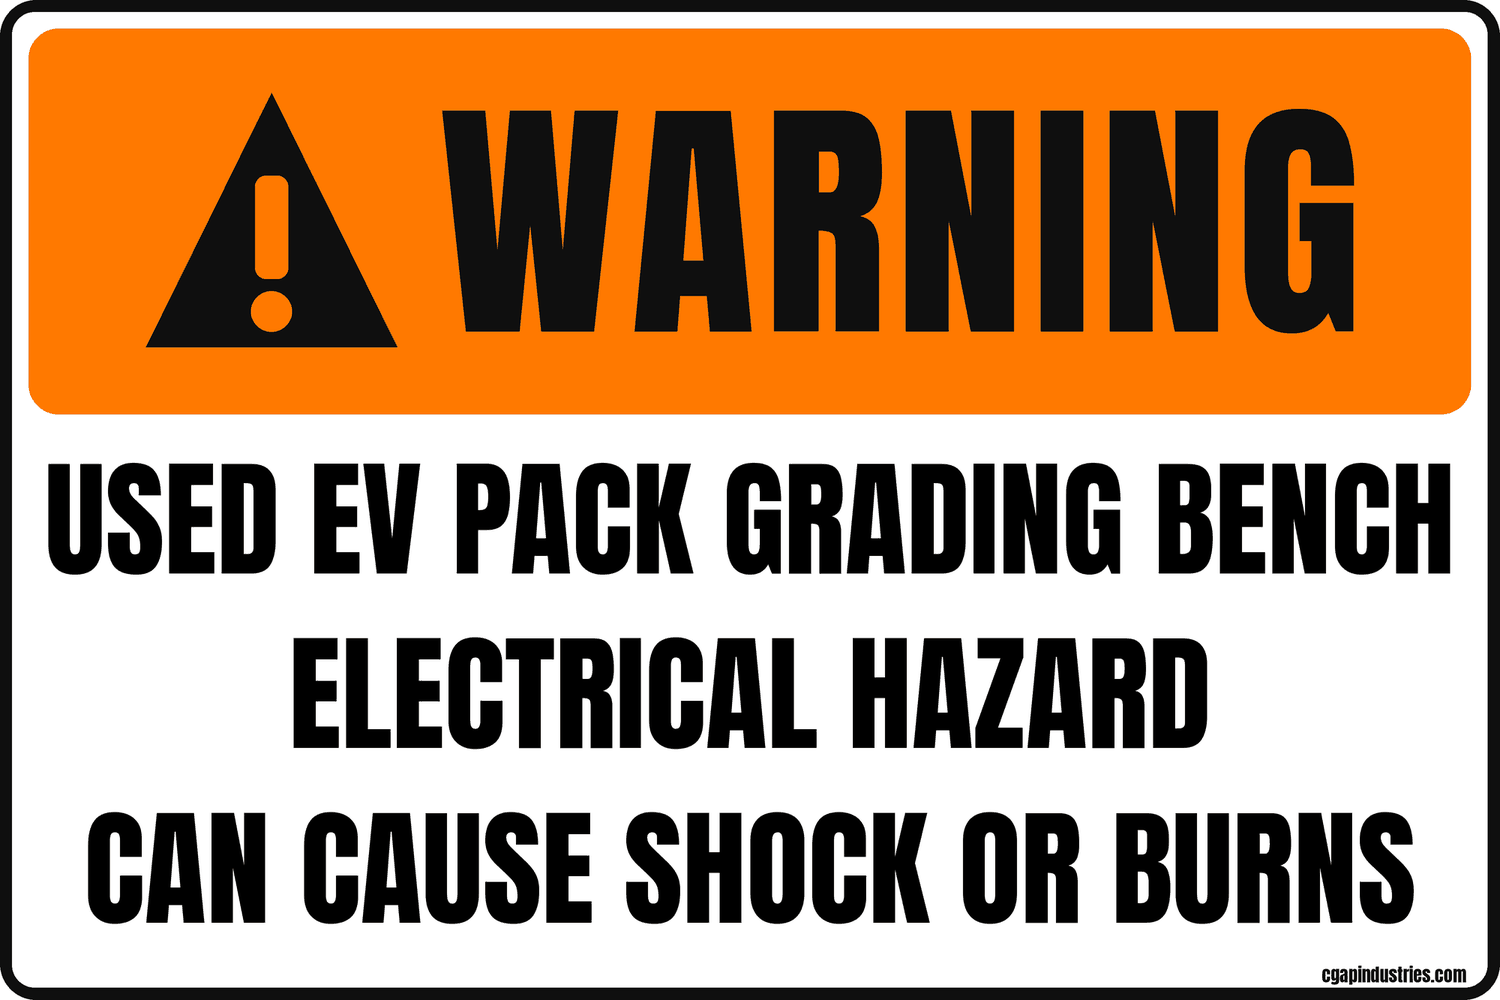 WARNING
USED EV PACK GRADING BENCH
ELECTRICAL HAZARD
CAN CAUSE SHOCK OR BURNS
cgapindustries.com